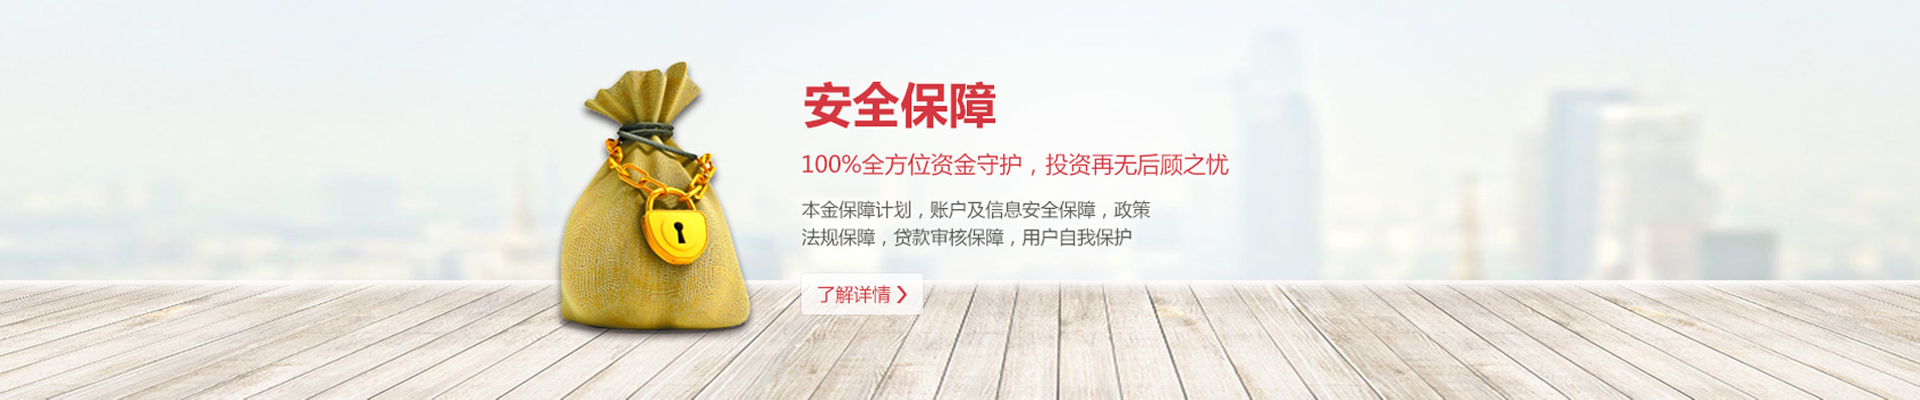 安全保障
100%全方位资金守护，投资再无后顾之忧
本金保障计划，账户及信息安全保障，政策
法规保障，贷款审核保障，用户自我保护
了解详情 >